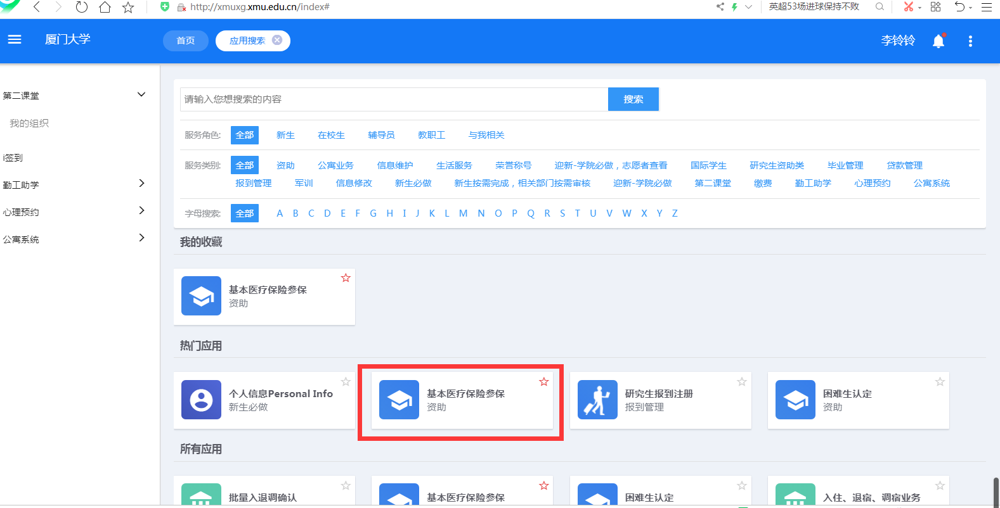 http://xmuxg.xmu.edu.cn/index#
英超53场进球保持不败
厦门大学
首页
应用搜索
李铃铃
第二课堂
我的组织
i签到
勤工助学
心理预约
公寓系统
请输入您想搜索的内容
搜索
服务角色: 全部 新生 在校生 辅导员 教职工 与我相关
服务类别: 全部 资助 公寓业务 信息维护 生活服务 荣誉称号 迎新-学院必做，志愿者查看 国际学生 研究生资助类 毕业管理 贷款管理
报到管理 军训 信息修改 新生必做 新生按需完成，相关部门按需审核 迎新-学院必做 第二课堂 缴费 勤工助学 心理预约 公寓系统
字母搜索: 全部 A B C D E F G H I J K L M N O P Q R S T U V W X Y Z
我的收藏
基本医疗保险参保
资助
热门应用
个人信息Personal Info
新生必做
基本医疗保险参保
资助
研究生报到注册
报到管理
困难生认定
资助
所有应用
批量入退调确认
基本医疗保险参保
困难生认定
入住、退宿、调宿业务